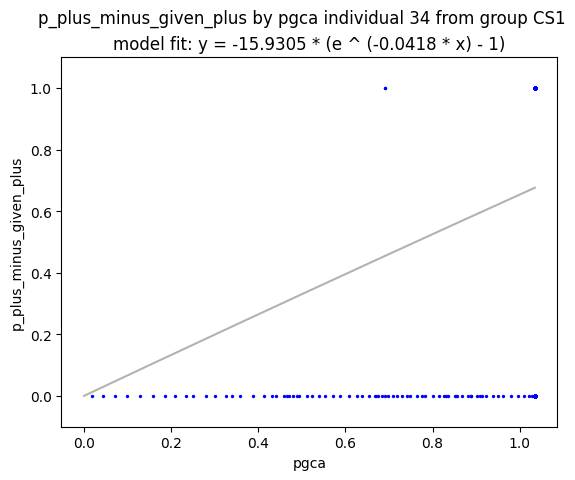 p_plus_minus_given_plus by pgca individual 34 from group CS1
model fit: y = -15.9305 * (e ^ (-0.0418 * x) - 1)
1.0
0.8
0.6
0.4
0.2
0.0
p_plus_minus_given_plus
0.0 0.2 0.4 0.6 0.8 1.0
pgca